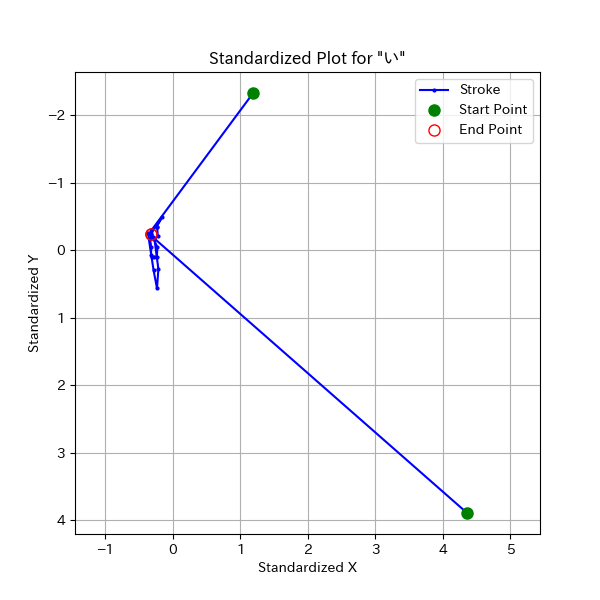 Standardized Plot for "い"
Stroke
Start Point
End Point
−2
−1
0
1
2
3
4
Standardized Y
−1 0 1 2 3 4 5
Standardized X